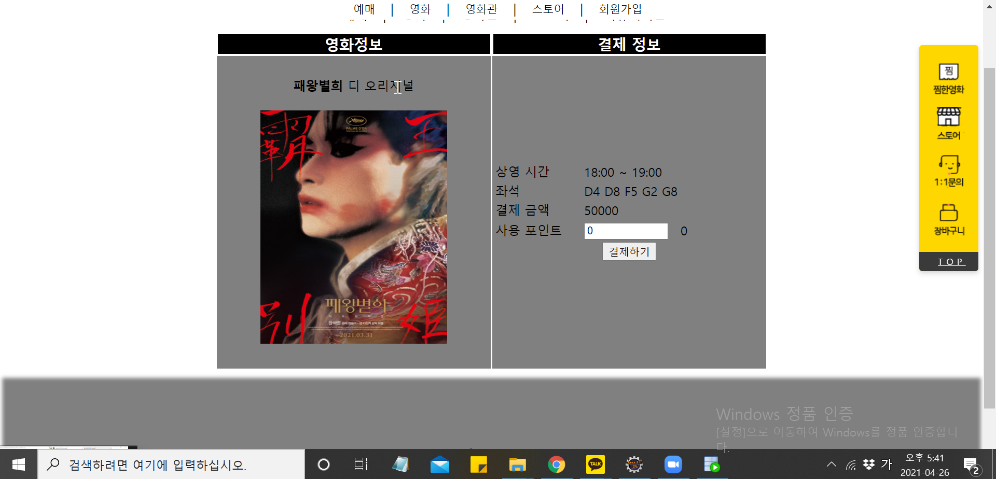 예매 | 영화 | 영화관 | 스토어 | 회원가입
영화정보
결제 정보
패왕별희 디 오리지널
霸王
別姬
패왕별희
상영 시간 18:00 ~ 19:00
좌석 D4 D8 F5 G2 G8
결제 금액 50000
사용 포인트 0 0
결제하기
찜
찜한영화
스토어
1:1문의
장바구니
TOP
Windows 정품 인증
[설정]으로 이동하여 Windows를 정품 인증합니
다.
검색하려면 여기에 입력하십시오.
TALK
가
오후 5:41
2021-04-26
2